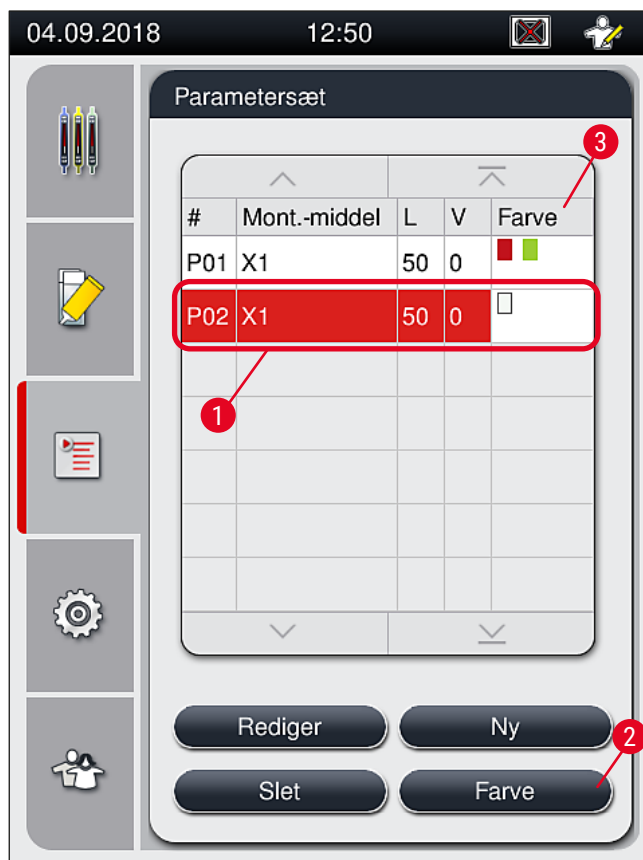 04.09.2018 12:50
Parametersæt
3
# Mont.-middel L V Farve
P01 X1 50 0
P02 X1 50 0
1
Rediger Ny
2
Slet Farve